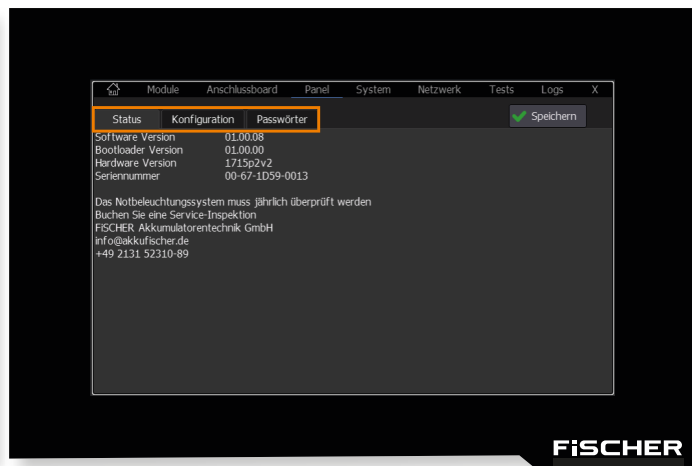 Module Anschlussboard Panel System Netzwerk Tests Logs X
Status Konfiguration Passwörter Speichern
Software Version 01.00.08
Bootloader Version 01.00.00
Hardware Version 1715p2v2
Seriennummer 00-67-1D59-0013
Das Notbeleuchtungssystem muss jährlich überprüft werden
Buchen Sie eine Service-Inspektion
FISCHER Akkumulatorentechnik GmbH
info@akkufischer.de
+49 2131 52310-89
FiSCHER